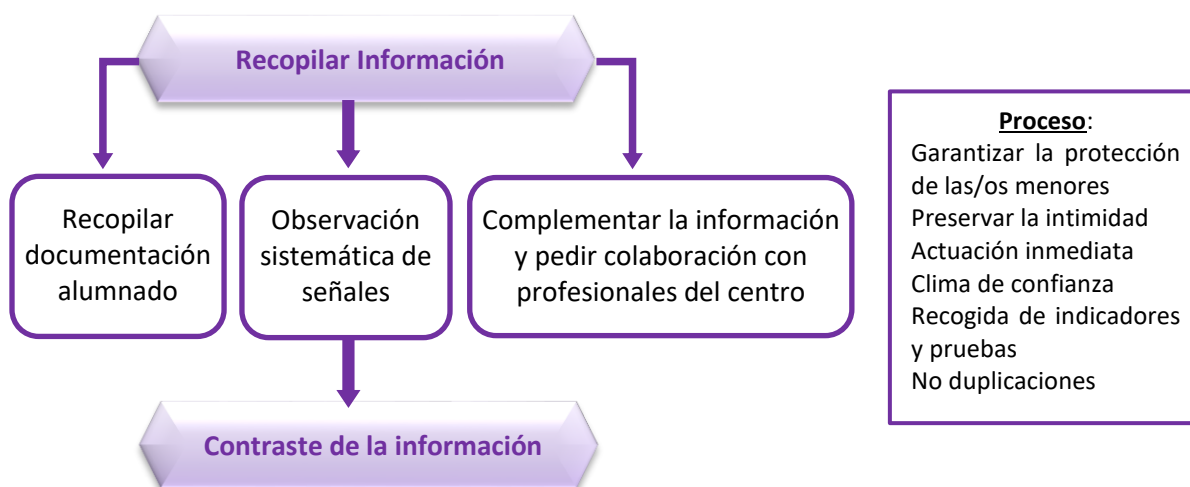 Recopilar Información
Recopilar
documentación
alumnado
Observación
sistemática de
señales
Complementar la información
y pedir colaboración con
profesionales del centro
Contraste de la información
Proceso:
Garantizar la protección
de las/os menores
Preservar la intimidad
Actuación inmediata
Clima de confianza
Recogida de indicadores
y pruebas
No duplicaciones